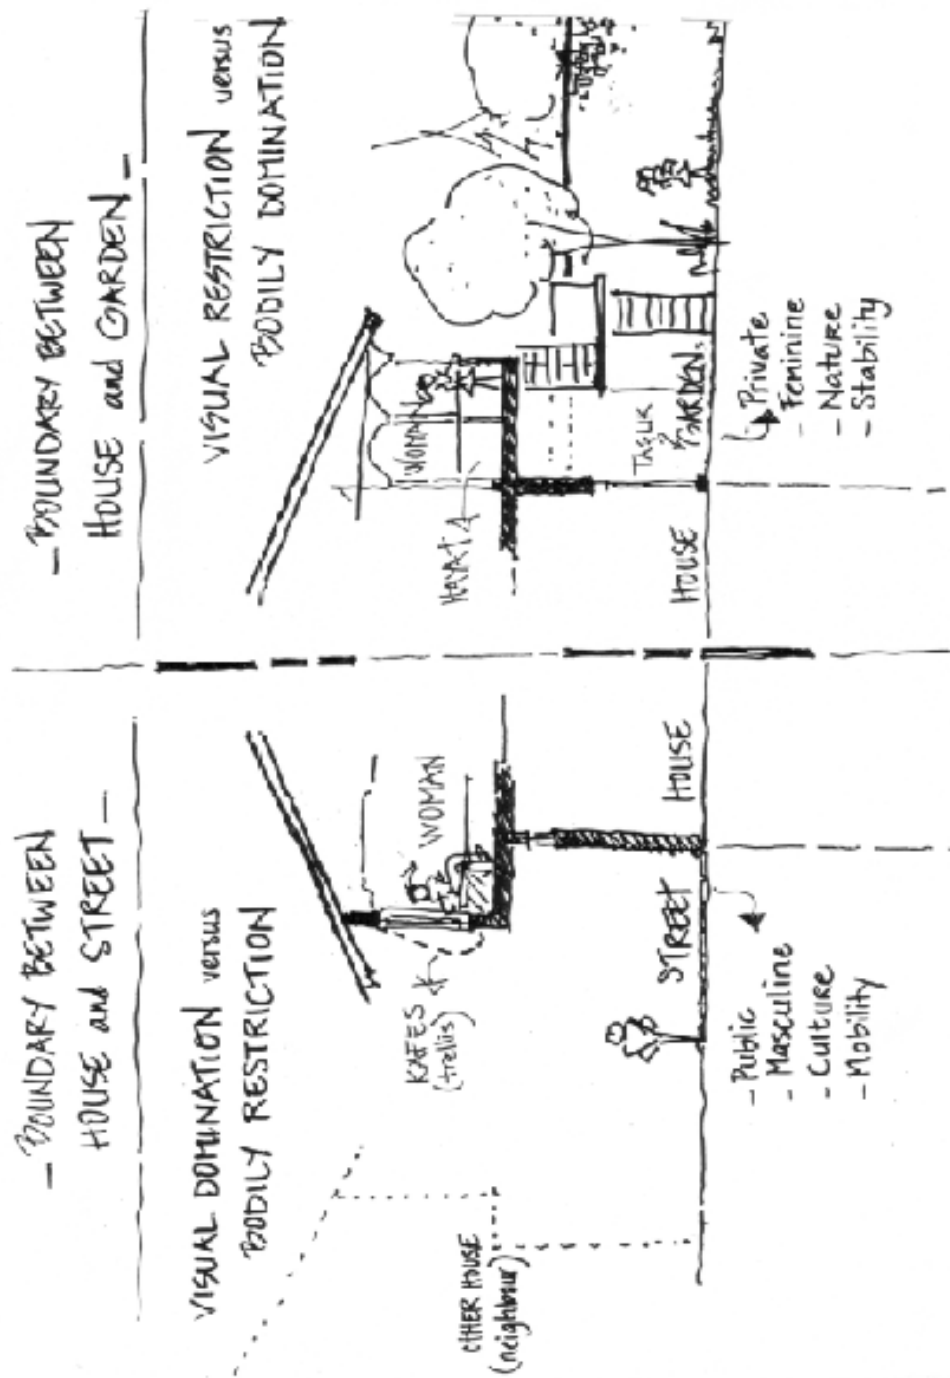 — BOUNDARY BETWEEN
HOUSE and STREET —
VISUAL DOMINATION versus
BODILY RESTRICTION
KAFES
(trellis)
WOMAN
OTHER HOUSE
(neighbour)
STREET
HOUSE
- Public
- Masculine
- Culture
- Mobility
— BOUNDARY BETWEEN
HOUSE and GARDEN —
VISUAL RESTRICTION versus
BODILY DOMINATION
WOMAN
HAYAT
HOUSE
TAŞLIK
GARDEN
Private
- Feminine
- Nature
- Stability